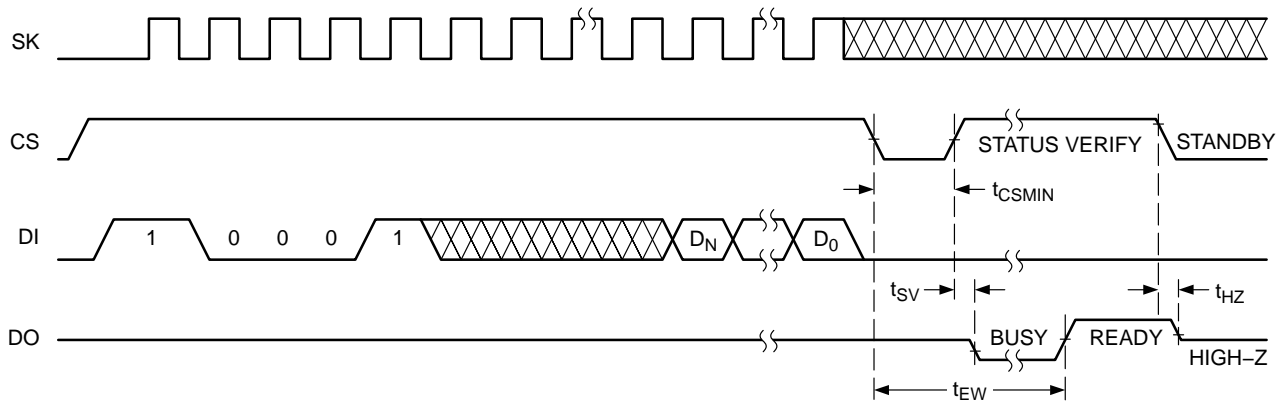 SK
CS
STATUS VERIFY
STANDBY
tCSMIN
DI
1 0 0 0 1
DN
D0
tSV
tHZ
DO
BUSY
READY
HIGH–Z
tEW